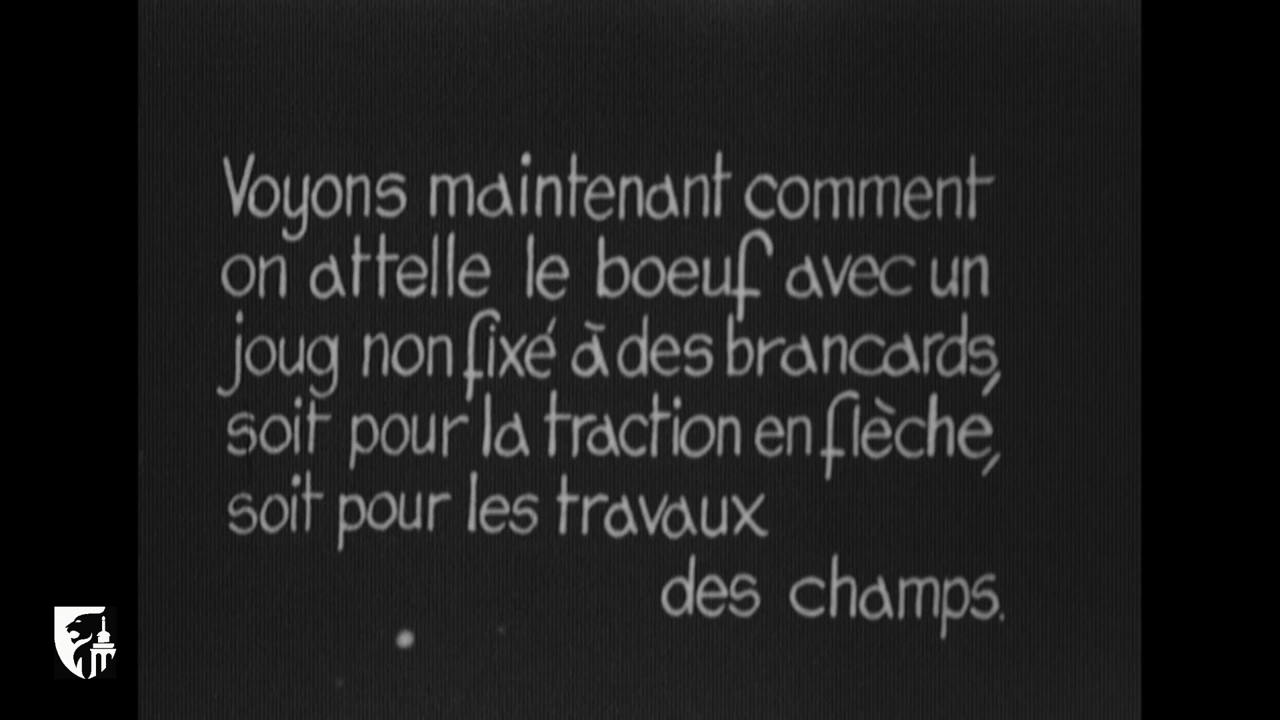 Voyons maintenant comment
on attelle le boeuf avec un
joug non fixé à des brancards,
soit pour la traction en flèche,
soit pour les travaux
des champs.